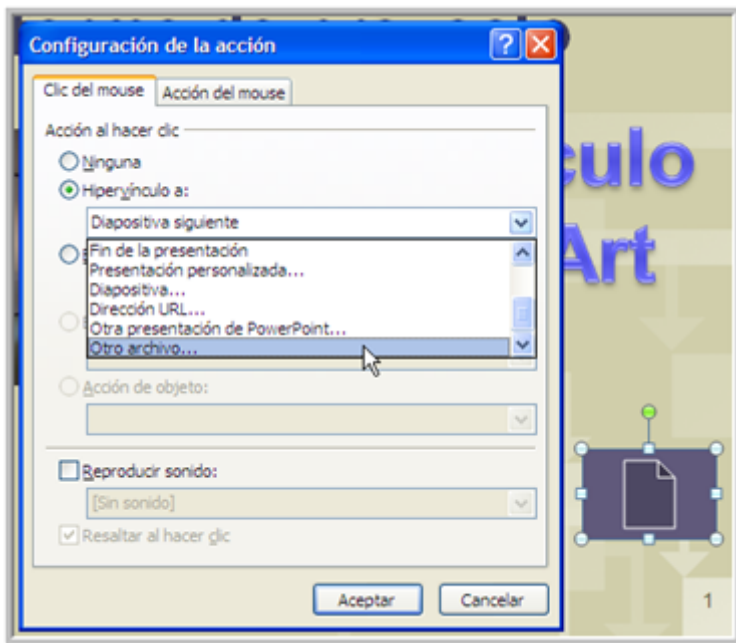 Configuración de la acción
Clic del mouse
Acción del mouse
Acción al hacer clic
Ninguna
Hipervínculo a:
Diapositiva siguiente
Fin de la presentación
Presentación personalizada...
Diapositiva...
Dirección URL...
Otra presentación de PowerPoint...
Otro archivo...
Acción de objeto:
Reproducir sonido:
[Sin sonido]
Resaltar al hacer clic
Aceptar
Cancelar
culo
Art
1